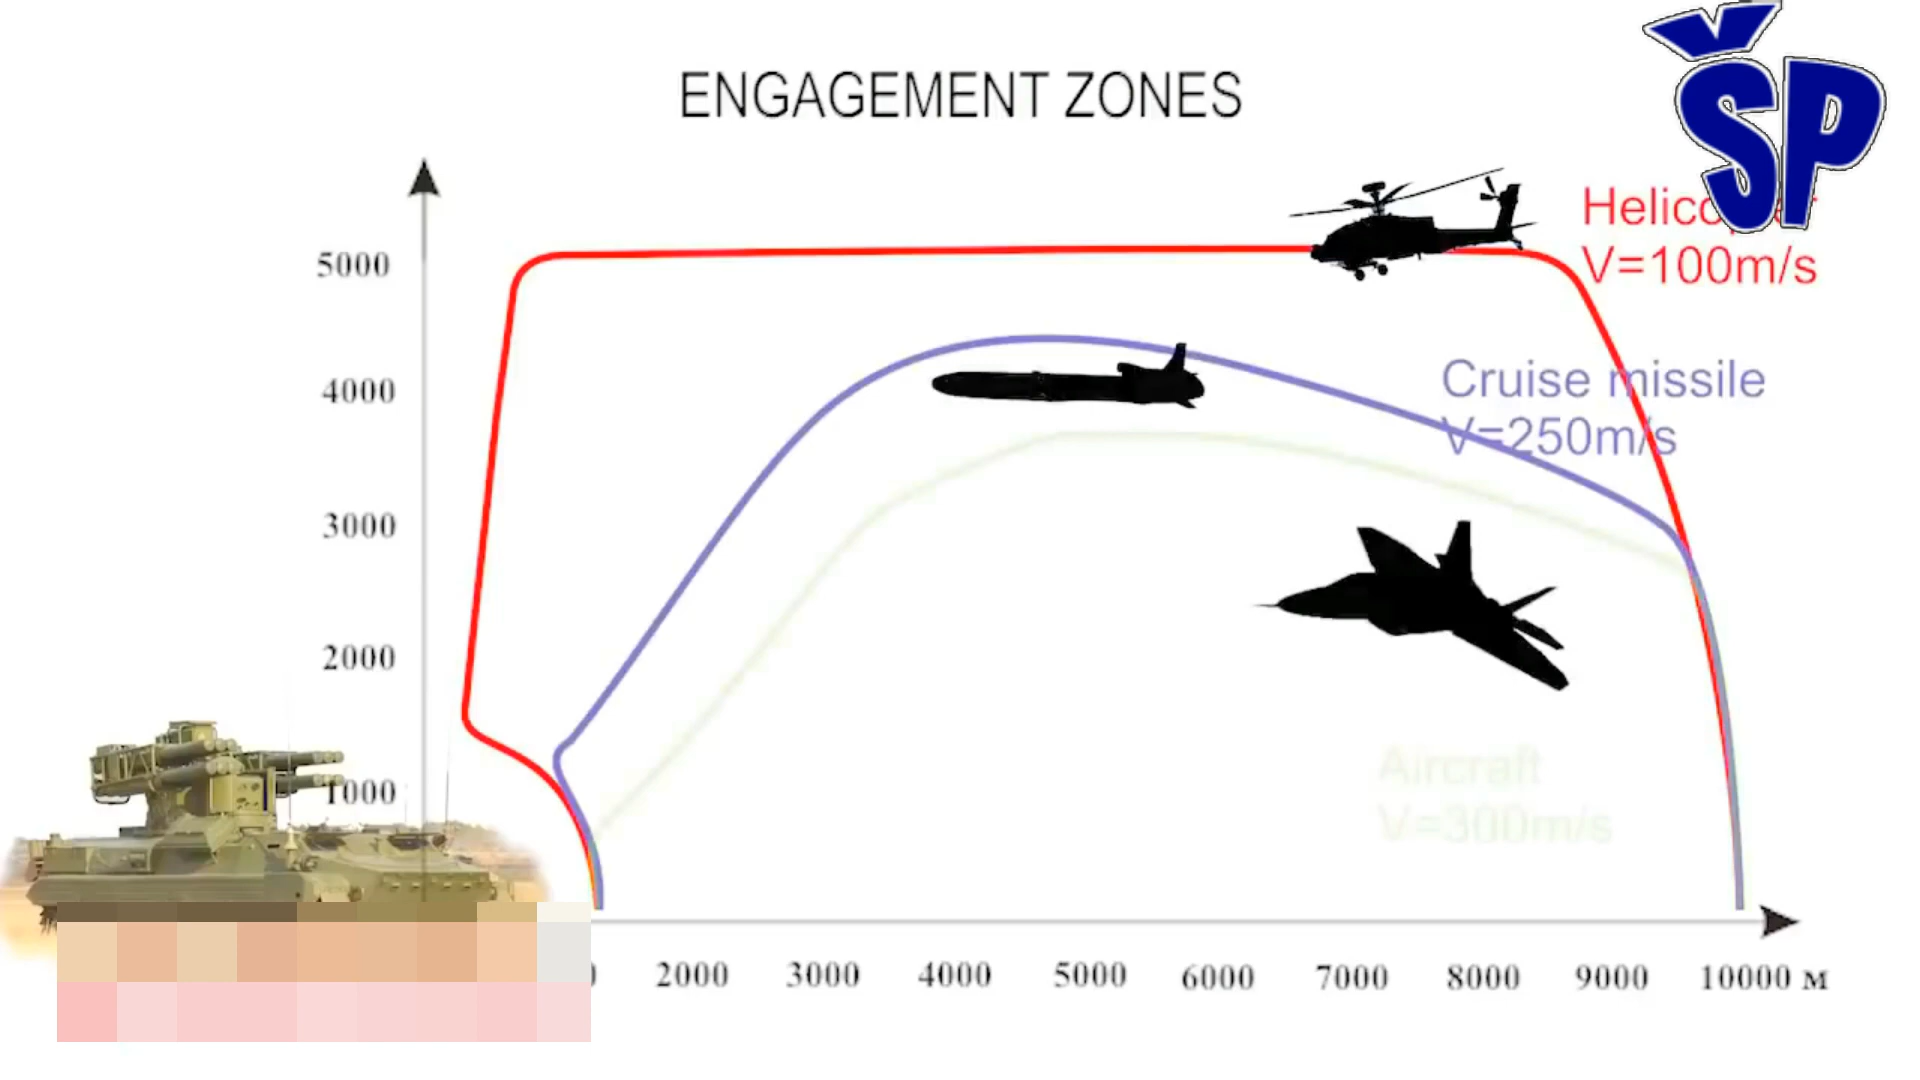 ŠP
ENGAGEMENT ZONES
V=100m/s
5000
Cruise missile
V=250m/s
4000
3000
2000
Aircraft
V=300m/s
1000
2000 3000 4000 5000 6000 7000 8000 9000 10000 м